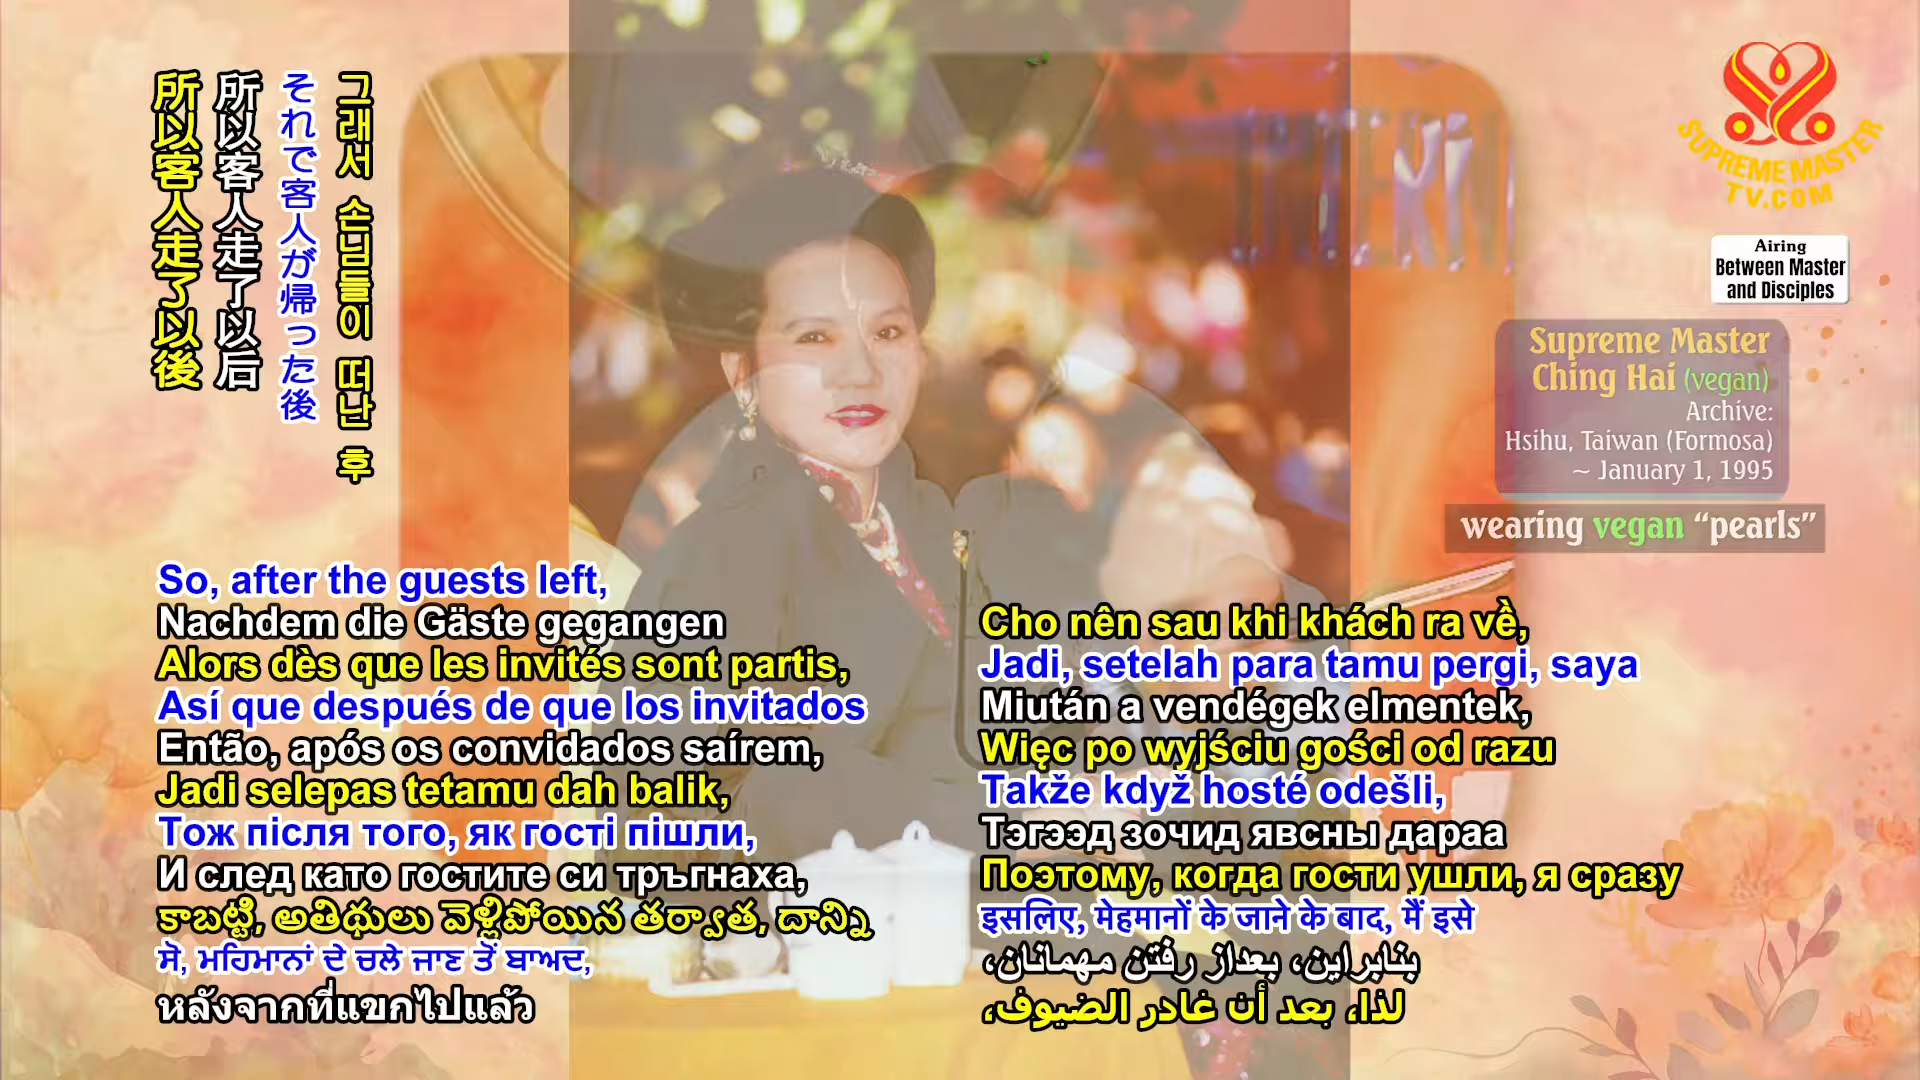 所以客人走了以後
所以客人走了以后
それで客人が帰った後
그래서 손님들이 떠난 후
SUPREME MASTER
TV.COM
Airing
Between Master
and Disciples
Supreme Master
Ching Hai (vegan)
Archive:
Hsihu, Taiwan (Formosa)
~ January 1, 1995
wearing vegan “pearls”
So, after the guests left,
Nachdem die Gäste gegangen
Alors dès que les invités sont partis,
Así que después de que los invitados
Então, após os convidados saírem,
Jadi selepas tetamu dah balik,
Тож після того, як гості пішли,
И след като гостите си тръгнаха,
కాబట్టి, అతిథులు వెళ్లిపోయిన తర్వాత, దాన్ని
ਸੋ, ਮਹਿਮਾਨਾਂ ਦੇ ਚਲੇ ਜਾਣ ਤੋਂ ਬਾਅਦ,
หลังจากที่แขกไปแล้ว
Cho nên sau khi khách ra về,
Jadi, setelah para tamu pergi, saya
Miután a vendégek elmentek,
Więc po wyjściu gości od razu
Takže když hosté odešli,
Тэгээд зочид явсны дараа
Поэтому, когда гости ушли, я сразу
इसलिए, मेहमानों के जाने के बाद, मैं इसे
بنابراین، بعداز رفتن مهمانان،
لذا، بعد أن غادر الضيوف،